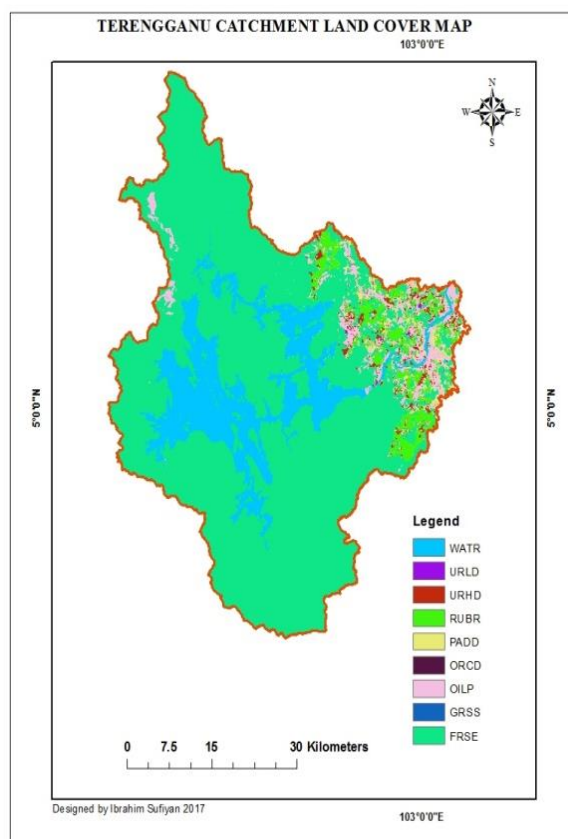 TERENGGANU CATCHMENT LAND COVER MAP
103°0'0"E
N
W E
S
5°0'0"N 5°0'0"N
Legend
WATR
URLD
URHD
RUBR
PADD
ORCD
OILP
GRSS
FRSE
0 7.5 15 30 Kilometers
Designed by Ibrahim Sufiyan 2017
103°0'0"E